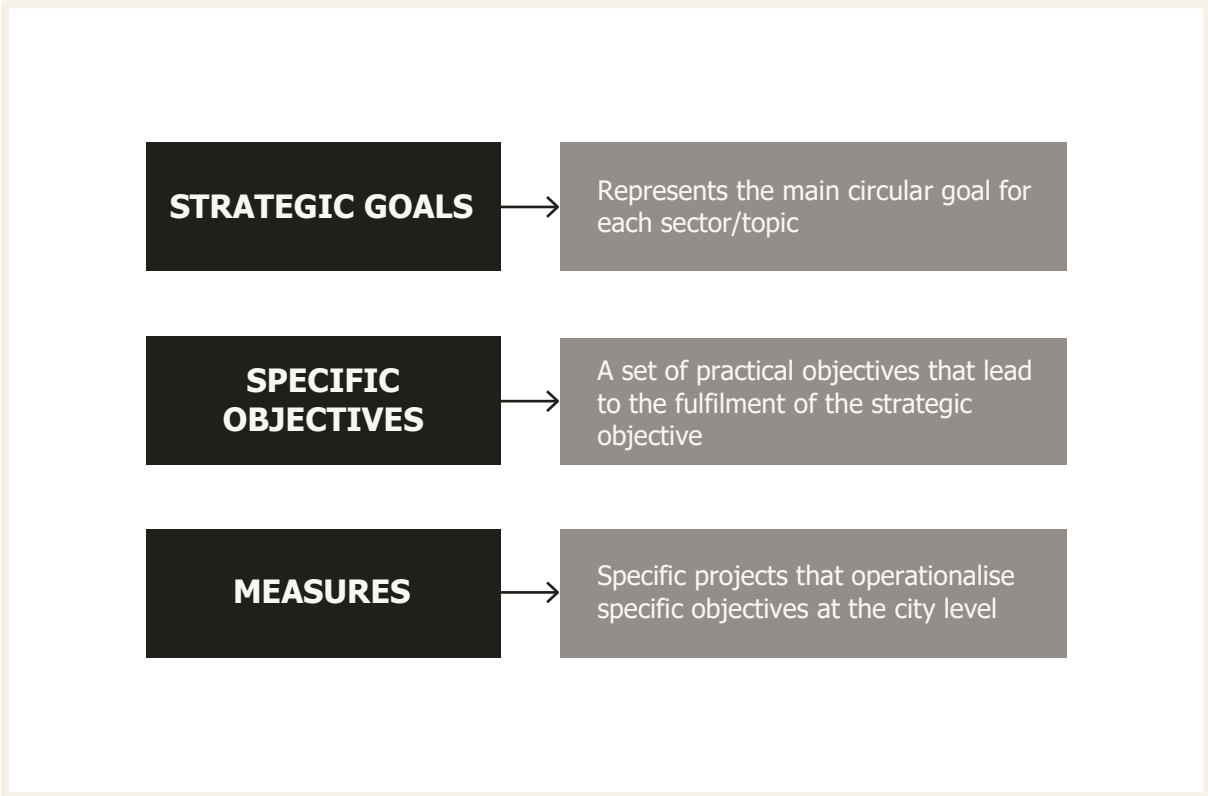 STRATEGIC GOALS
Represents the main circular goal for
each sector/topic
SPECIFIC
OBJECTIVES
A set of practical objectives that lead
to the fulfilment of the strategic
objective
MEASURES
Specific projects that operationalise
specific objectives at the city level